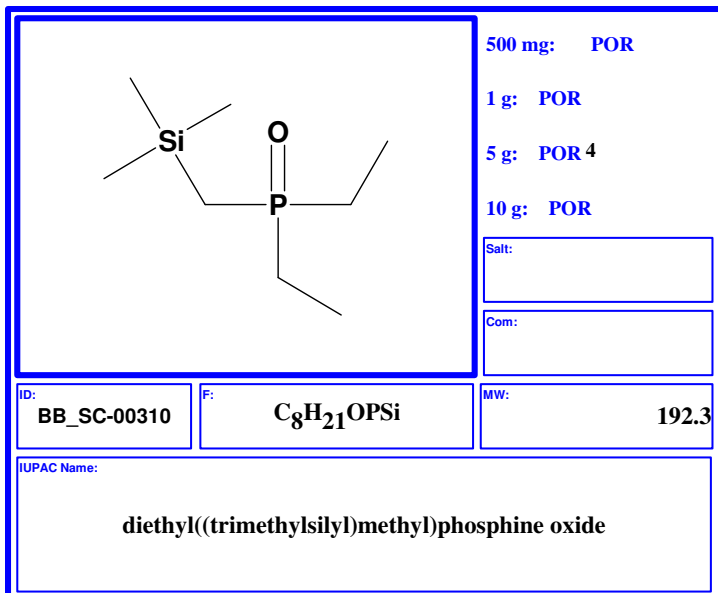 Si
O
P
500 mg: POR
1 g: POR
5 g: POR 4
10 g: POR
Salt:
Com:
ID:
BB_SC-00310
F:
C8H21OPSi
MW:
192.3
IUPAC Name:
diethyl((trimethylsilyl)methyl)phosphine oxide